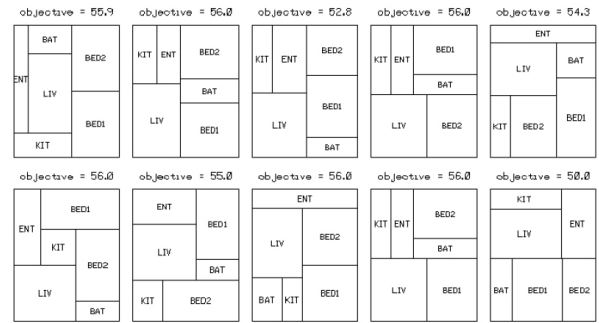 objective = 55.9
objective = 56.0
objective = 52.8
objective = 56.0
objective = 54.3
BAT
ENT
BED2
LIV
BED1
KIT
KIT
ENT
BED2
BAT
LIV
BED1
KIT
ENT
BED2
BED1
LIV
BAT
KIT
ENT
BED1
BAT
LIV
BED2
ENT
LIV
BAT
KIT
BED2
BED1
objective = 56.0
objective = 55.0
objective = 56.0
objective = 56.0
objective = 50.0
ENT
BED1
KIT
BED2
LIV
BAT
ENT
BED1
LIV
BAT
KIT
BED2
ENT
LIV
BED2
BAT
KIT
BED1
KIT
ENT
BED2
BAT
LIV
BED1
KIT
ENT
LIV
BAT
BED1
BED2